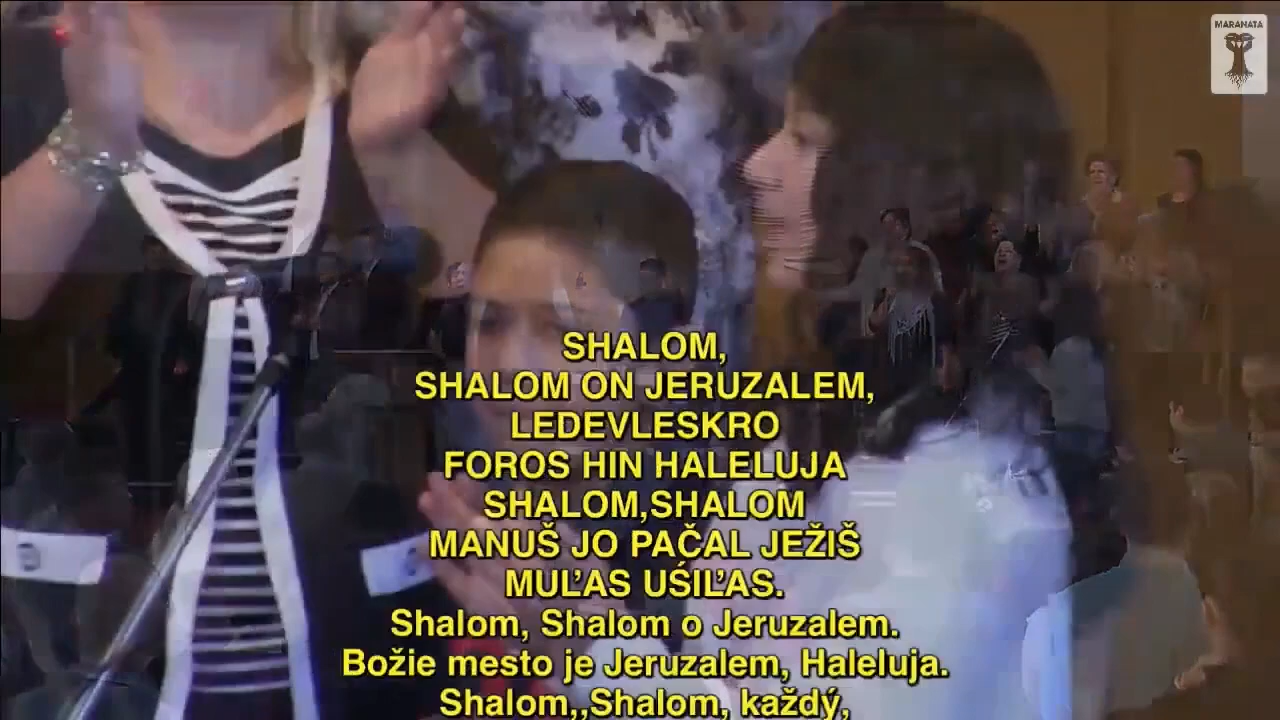 MARANATA
SHALOM,
SHALOM ON JERUZALEM,
LEDEVLESKRO
FOROS HIN HALELUJA
SHALOM,SHALOM
MANUŠ JO PAČAL JEŽIŠ
MUĽAS UŚIĽAS.
Shalom, Shalom o Jeruzalem.
Božie mesto je Jeruzalem, Haleluja.
Shalom,,Shalom, každý,